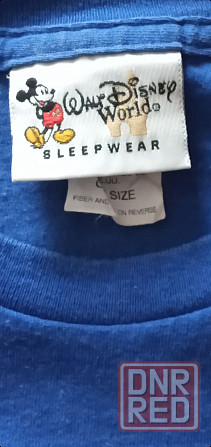 Walt Disney
World®
SLEEPWEAR
SIZE
FIBER AND
ON REVERSE
DNR
RED